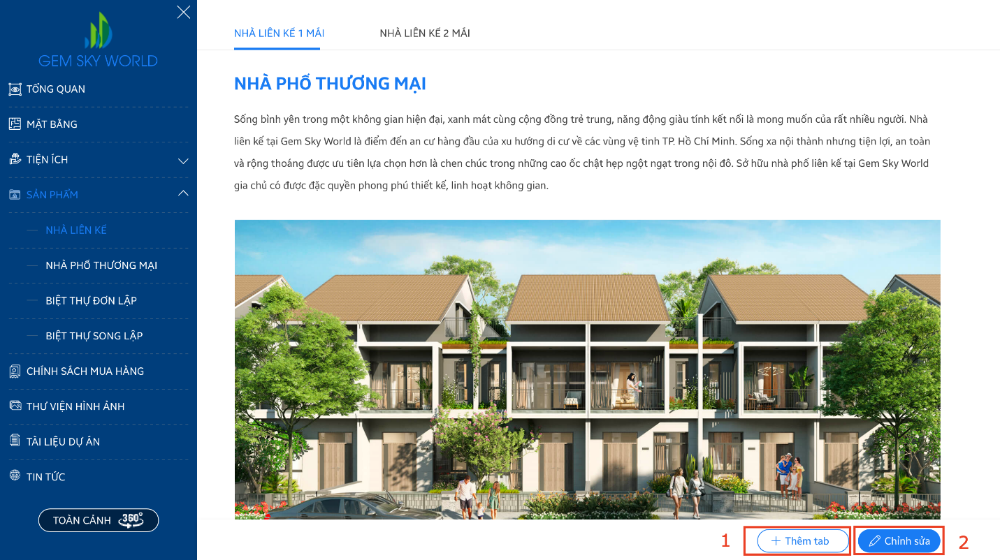 GEM SKY WORLD
TỔNG QUAN
MẶT BẰNG
TIỆN ÍCH
SẢN PHẨM
NHÀ LIÊN KẾ
NHÀ PHỐ THƯƠNG MẠI
BIỆT THỰ ĐƠN LẬP
BIỆT THỰ SONG LẬP
CHÍNH SÁCH MUA HÀNG
THƯ VIỆN HÌNH ẢNH
TÀI LIỆU DỰ ÁN
TIN TỨC
TOÀN CẢNH 360°
NHÀ LIÊN KẾ 1 MÁI
NHÀ LIÊN KẾ 2 MÁI
NHÀ PHỐ THƯƠNG MẠI
Sống bình yên trong một không gian hiện đại, xanh mát cùng cộng đồng trẻ trung, năng động giàu tính kết nối là mong muốn của rất nhiều người. Nhà
liên kế tại Gem Sky World là điểm đến an cư hàng đầu của xu hướng di cư về các vùng vệ tinh TP. Hồ Chí Minh. Sống xa nội thành nhưng tiện lợi, an toàn
và rộng thoáng được ưu tiên lựa chọn hơn là chen chúc trong những cao ốc chật hẹp ngột ngạt trong nội đô. Sở hữu nhà phố liên kế tại Gem Sky World
gia chủ có được đặc quyền phong phú thiết kế, linh hoạt không gian.
1
+ Thêm tab
Chỉnh sửa
2